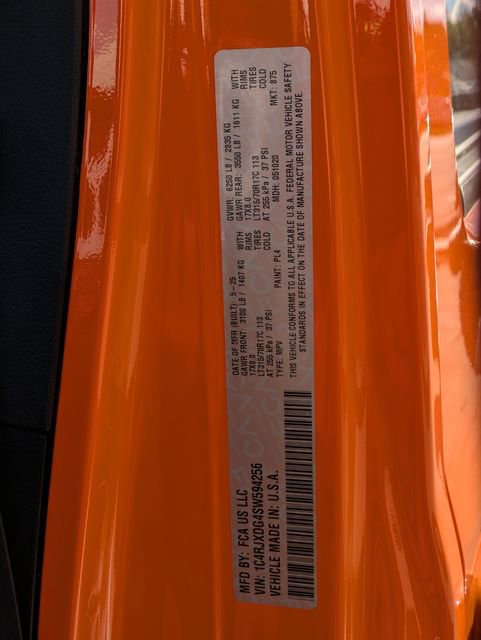 MFD BY: FCA US LLC
VIN: 1C4RJXDG4SW594256
VEHICLE MADE IN U.S.A.
DATE OF MFR (BUILT): 5-25
GAWR FRONT: 3100 LB / 1407 KG WITH
17X8.0 RIMS
LT315/70R17C 113 TIRES
AT 255 kPa / 37 PSI COLD
TYPE: MPV
PAINT: PL4
GVWR: 6250 LB / 2835 KG
GAWR REAR: 3550 LB / 1611 KG WITH
17X8.0 RIMS
LT315/70R17C 113 TIRES
AT 255 kPa / 37 PSI COLD
MDH: 051020
MKT: 875
THIS VEHICLE CONFORMS TO ALL APPLICABLE U.S.A. FEDERAL MOTOR VEHICLE SAFETY
STANDARDS IN EFFECT ON THE DATE OF MANUFACTURE SHOWN ABOVE.